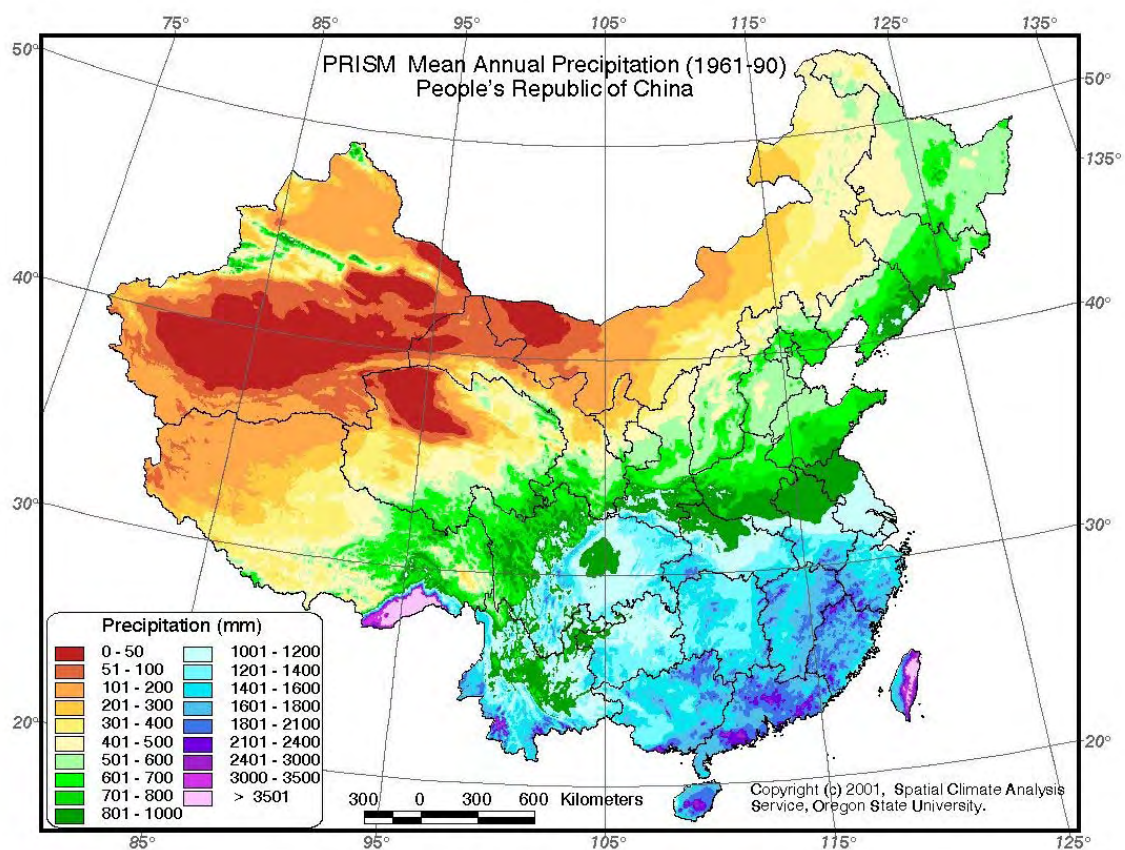 75° 85° 95° 105° 115° 125° 135°
50°
PRISM Mean Annual Precipitation (1961-90)
People's Republic of China
50°
135°
40°
40°
30°
30°
20°
20°
Precipitation (mm)
0 - 50
51 - 100
101 - 200
201 - 300
301 - 400
401 - 500
501 - 600
601 - 700
701 - 800
801 - 1000
1001 - 1200
1201 - 1400
1401 - 1600
1601 - 1800
1801 - 2100
2101 - 2400
2401 - 3000
3000 - 3500
> 3501
300 0 300 600 Kilometers
Copyright (c) 2001, Spatial Climate Analysis
Service, Oregon State University.
85° 95° 105° 115° 125°